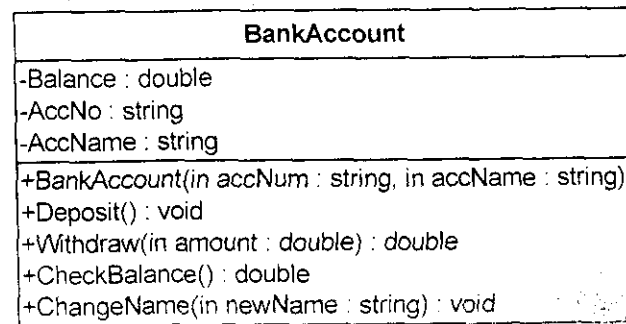 BankAccount
-Balance : double
-AccNo : string
-AccName : string
+BankAccount(in accNum : string, in accName : string)
+Deposit() : void
+Withdraw(in amount : double) : double
+CheckBalance() : double
+ChangeName(in newName : string) : void